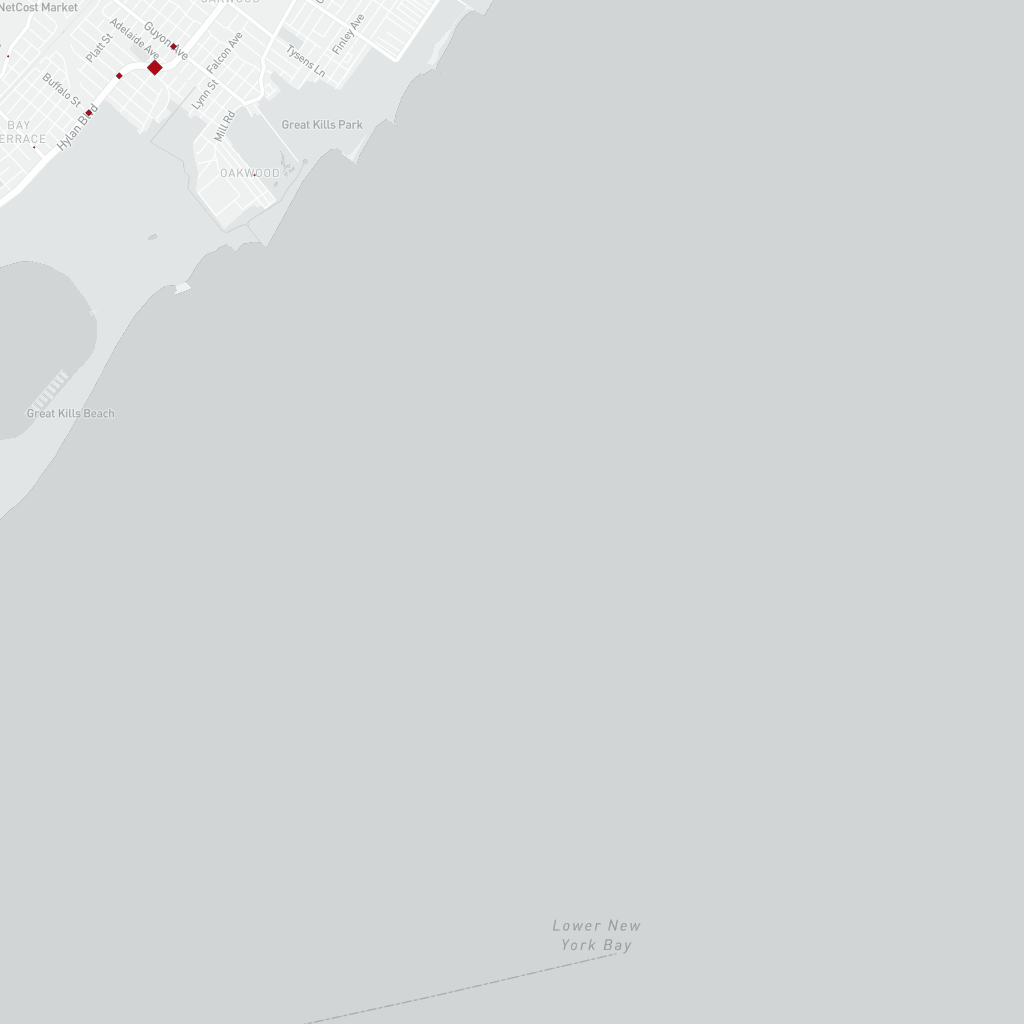 NetCost Market
Guyon Ave
Adelaide Ave
Platt St
Falcon Ave
Finley Ave
Tysens Ln
Buffalo St
Lynn St
Hylan Blvd
Mill Rd
Great Kills Park
BAY
OAKWOOD
Great Kills Beach
Lower New
York Bay